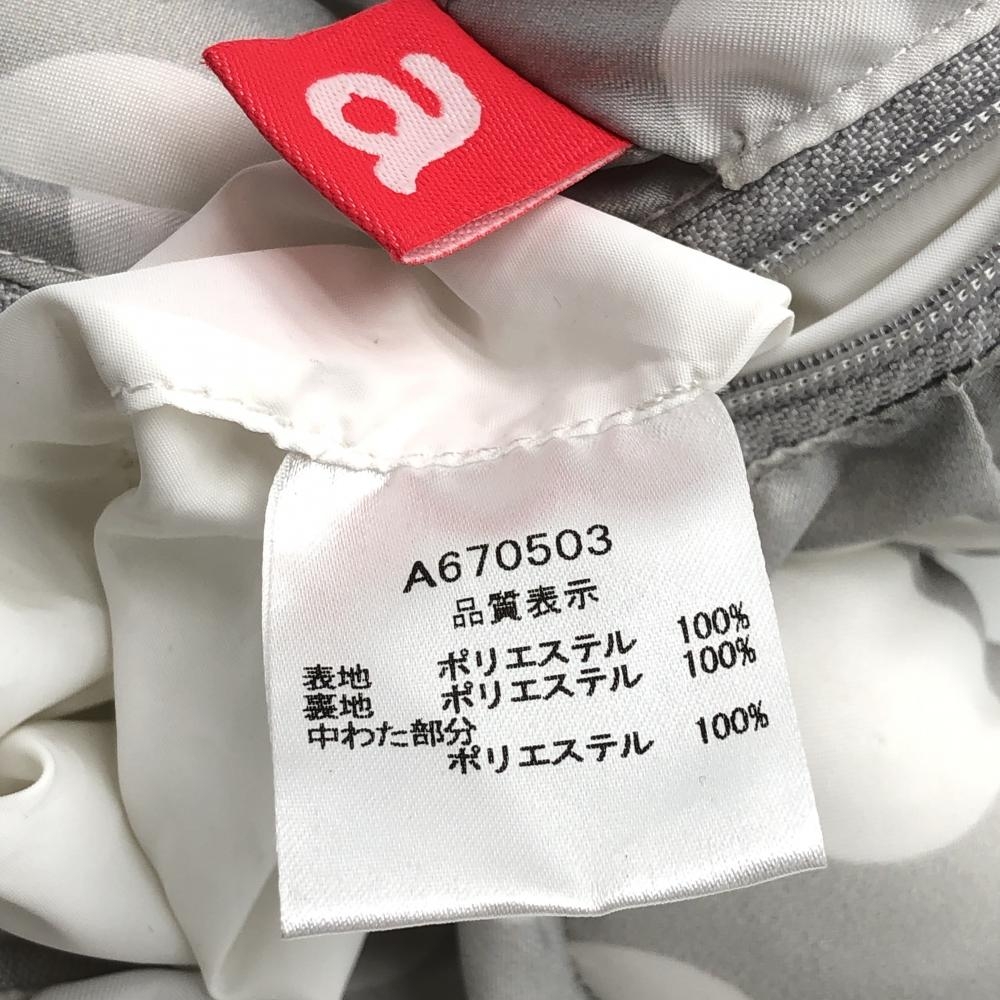 A670503
品質表示
表地 ポリエステル 100%
裏地 ポリエステル 100%
中わた部分
ポリエステル 100%